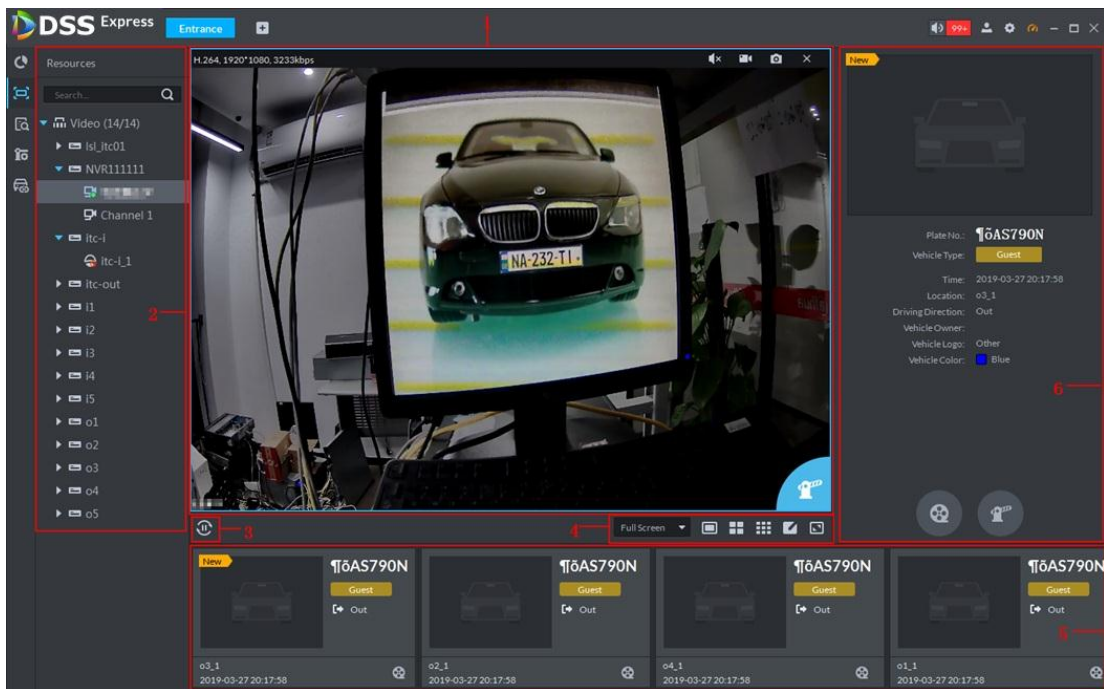 DSS Express
Entrance
99+
1
Resources
Search...
Video (14/14)
lsl_itc01
NVR111111
Channel 1
itc-i
itc-i_1
itc-out
i1
i2
i3
i4
i5
o1
o2
o3
o4
o5
2
H.264, 1920*1080, 3233kbps
NA-232-TI
3
4
Full Screen
New
Plate No.: ¶õAS790N
Vehicle Type: Guest
Time: 2019-03-27 20:17:58
Location: o3_1
Driving Direction: Out
Vehicle Owner:
Vehicle Logo: Other
Vehicle Color: Blue
6
New
¶õAS790N
Guest
Out
o3_1
2019-03-27 20:17:58
¶õAS790N
Guest
Out
o2_1
2019-03-27 20:17:58
¶õAS790N
Guest
Out
o4_1
2019-03-27 20:17:58
¶õAS790N
Guest
Out
o1_1
2019-03-27 20:17:58
5